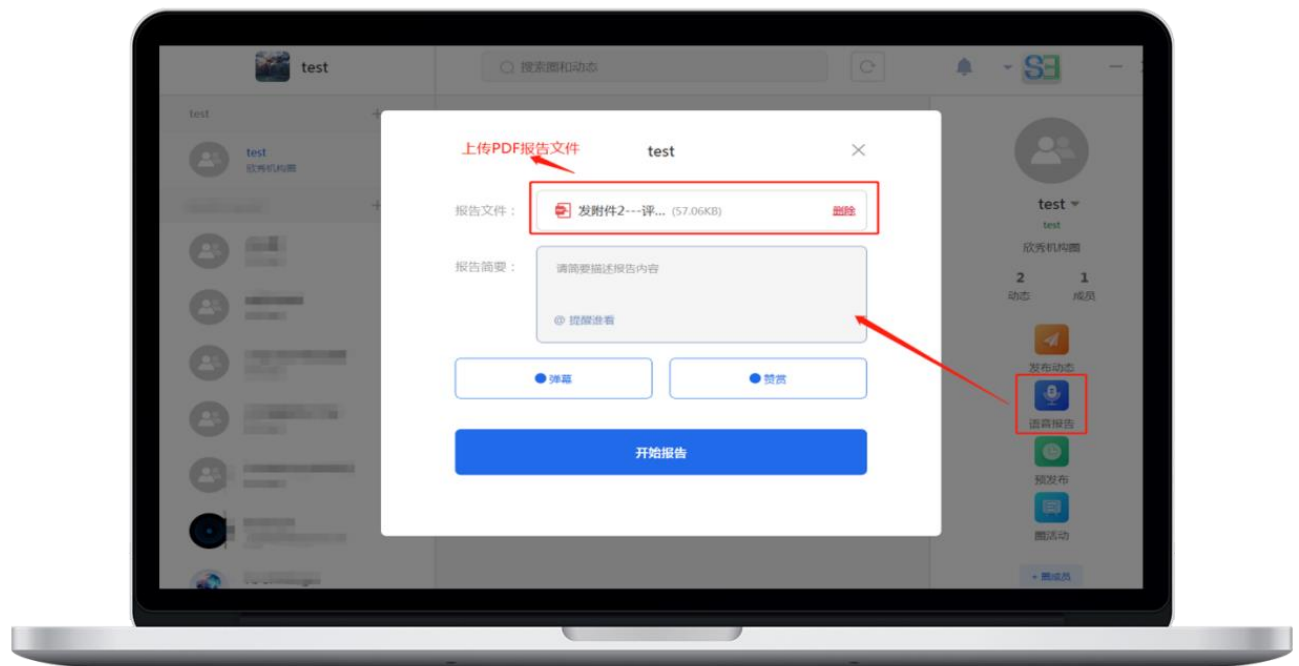 test
搜索圈和动态
SE
test
+
test
欣秀机构圈
+
上传PDF报告文件
test
报告文件：
发附件2---评... (57.06KB)
删除
报告简要：
请简要描述报告内容
@ 提醒谁看
弹幕
赞赏
开始报告
test
test
欣秀机构圈
2 1
动态 成员
发布动态
语音报告
预发布
圈活动
+ 圈成员